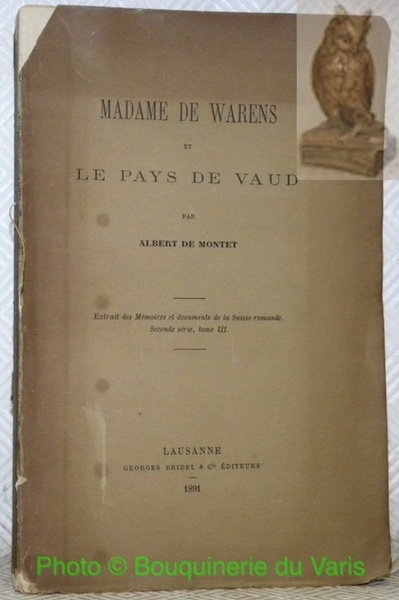 MADAME DE WARENS
ET
LE PAYS DE VAUD
PAR
ALBERT DE MONTET
Extrait des Mémoires et documents de la Suisse romande.
Seconde série, tome III.
LAUSANNE
GEORGES BRIDEL & Cie ÉDITEURS
1891
Photo © Bouquinerie du Varis